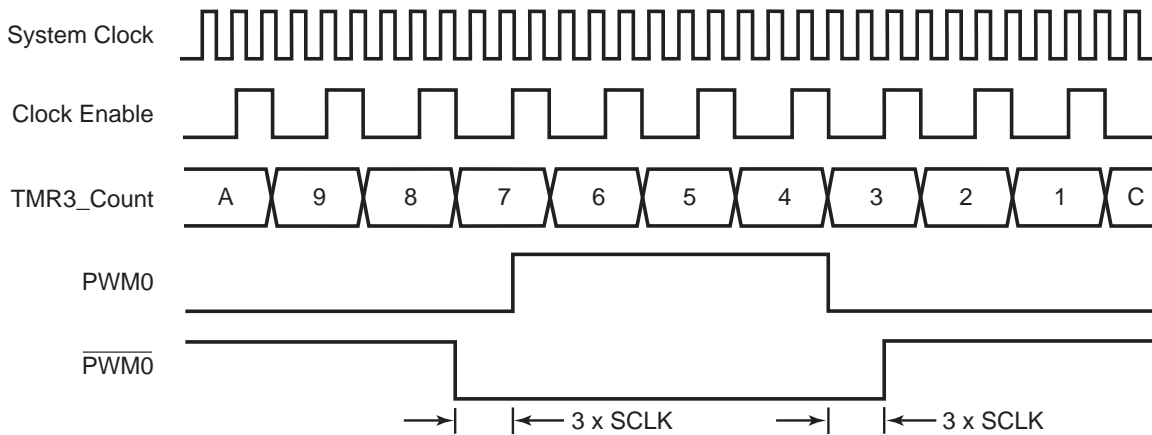 System Clock
Clock Enable
TMR3_Count A 9 8 7 6 5 4 3 2 1 C
PWM0
P̅W̅M̅0̅
3 x SCLK 3 x SCLK